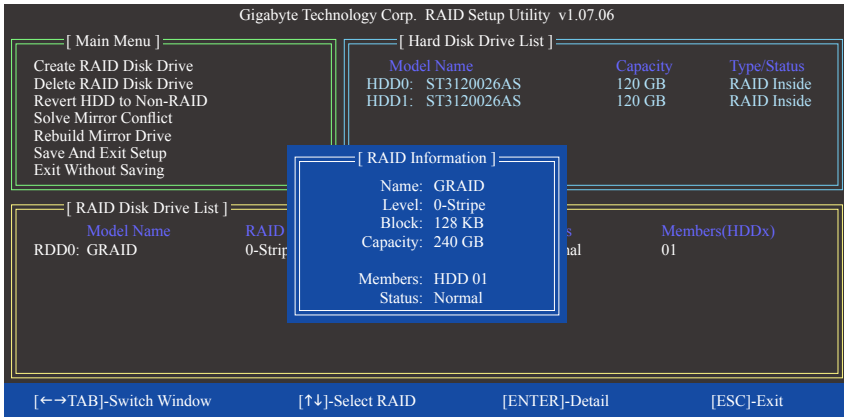 Gigabyte Technology Corp. RAID Setup Utility v1.07.06
[ Main Menu ]
Create RAID Disk Drive
Delete RAID Disk Drive
Revert HDD to Non-RAID
Solve Mirror Conflict
Rebuild Mirror Drive
Save And Exit Setup
Exit Without Saving
[ Hard Disk Drive List ]
Model Name Capacity Type/Status
HDD0: ST3120026AS 120 GB RAID Inside
HDD1: ST3120026AS 120 GB RAID Inside
[ RAID Information ]
Name: GRAID
Level: 0-Stripe
Block: 128 KB
Capacity: 240 GB
Members: HDD 01
Status: Normal
[ RAID Disk Drive List ]
Model Name RAID Members(HDDx)
RDD0: GRAID 0-Strip 01
[←→TAB]-Switch Window [↑↓]-Select RAID [ENTER]-Detail [ESC]-Exit